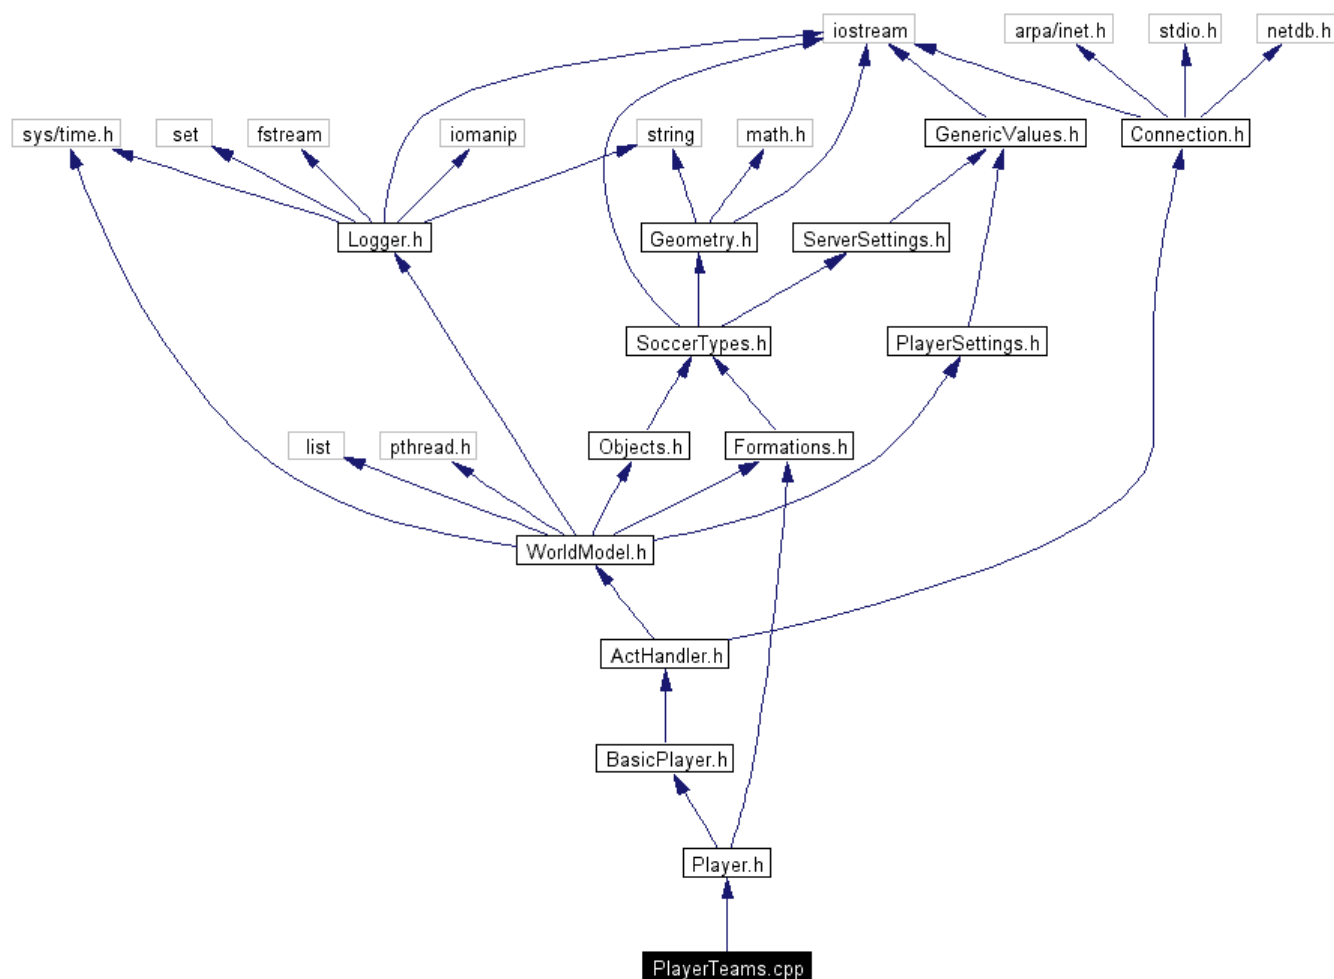 iostream
arpa/inet.h
stdio.h
netdb.h
sys/time.h
set
fstream
iomanip
string
math.h
GenericValues.h
Connection.h
Logger.h
Geometry.h
ServerSettings.h
SoccerTypes.h
PlayerSettings.h
list
pthread.h
Objects.h
Formations.h
WorldModel.h
ActHandler.h
BasicPlayer.h
Player.h
PlayerTeams.cpp